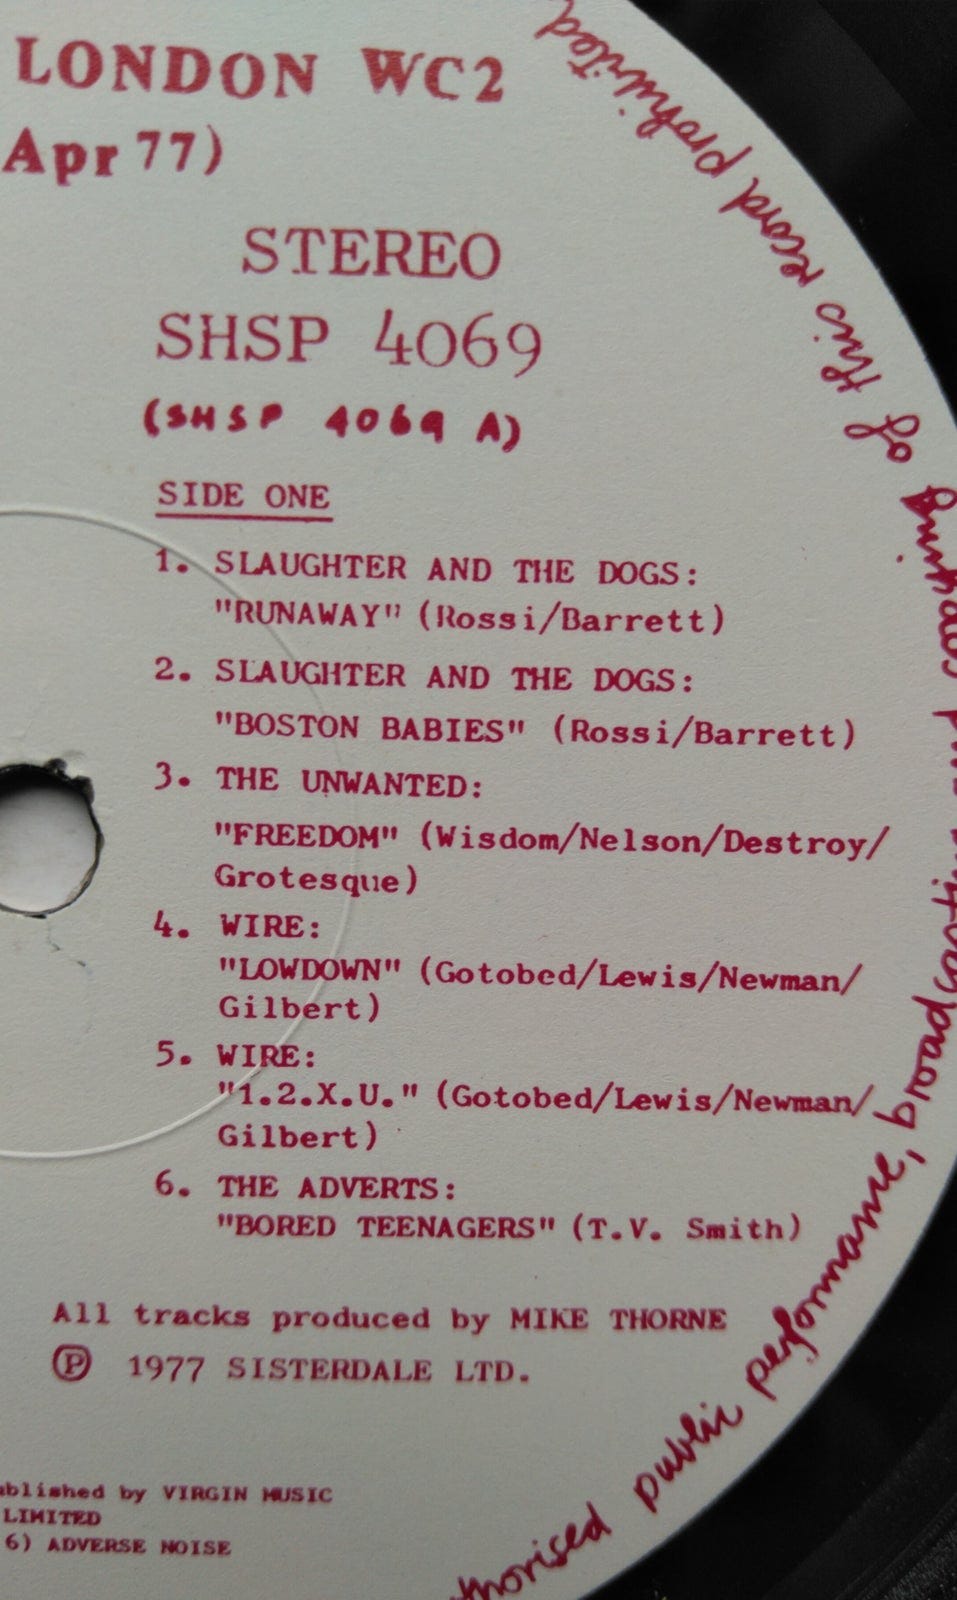 LONDON WC2
Apr 77)
STEREO
SHSP 4069
(SHSP 4069 A)
SIDE ONE
1. SLAUGHTER AND THE DOGS:
"RUNAWAY" (Rossi/Barrett)
2. SLAUGHTER AND THE DOGS:
"BOSTON BABIES" (Rossi/Barrett)
3. THE UNWANTED:
"FREEDOM" (Wisdom/Nelson/Destroy/
Grotesque)
4. WIRE:
"LOWDOWN" (Gotobed/Lewis/Newman/
Gilbert)
5. WIRE:
"1.2.X.U." (Gotobed/Lewis/Newman/
Gilbert)
6. THE ADVERTS:
"BORED TEENAGERS" (T.V. Smith)
All tracks produced by MIKE THORNE
Ⓟ 1977 SISTERDALE LTD.
ublished by VIRGIN MUSIC
LIMITED
6) ADVERSE NOISE
horised public performance, broadcasting and copying of this record prohibited